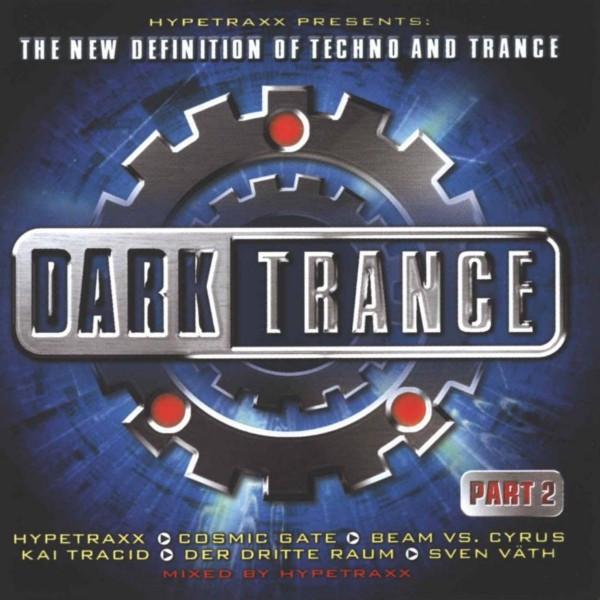 HYPETRAXX PRESENTS:
THE NEW DEFINITION OF TECHNO AND TRANCE
DARK TRANCE
PART 2
HYPETRAXX COSMIC GATE BEAM VS. CYRUS
KAI TRACID DER DRITTE RAUM SVEN VÄTH
MIXED BY HYPETRAXX